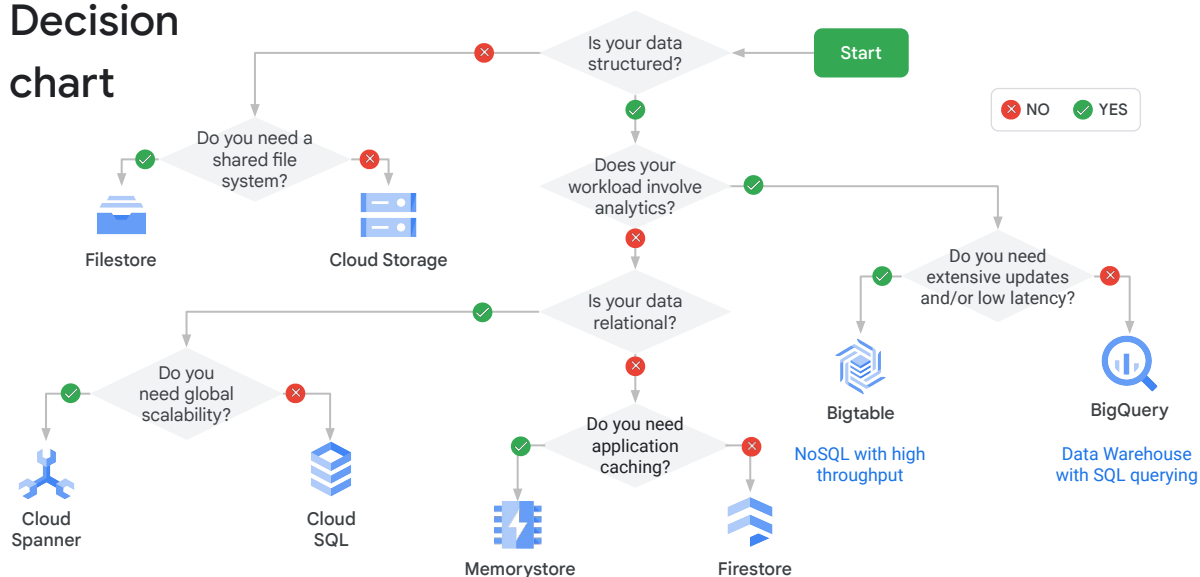 Decision
chart
Is your data
structured?
Start
NO
YES
Do you need a
shared file
system?
Does your
workload involve
analytics?
Filestore
Cloud Storage
Do you need
extensive updates
and/or low latency?
Is your data
relational?
Do you
need global
scalability?
Bigtable
BigQuery
Do you need
application
caching?
NoSQL with high
throughput
Data Warehouse
with SQL querying
Cloud
Spanner
Cloud
SQL
Memorystore
Firestore